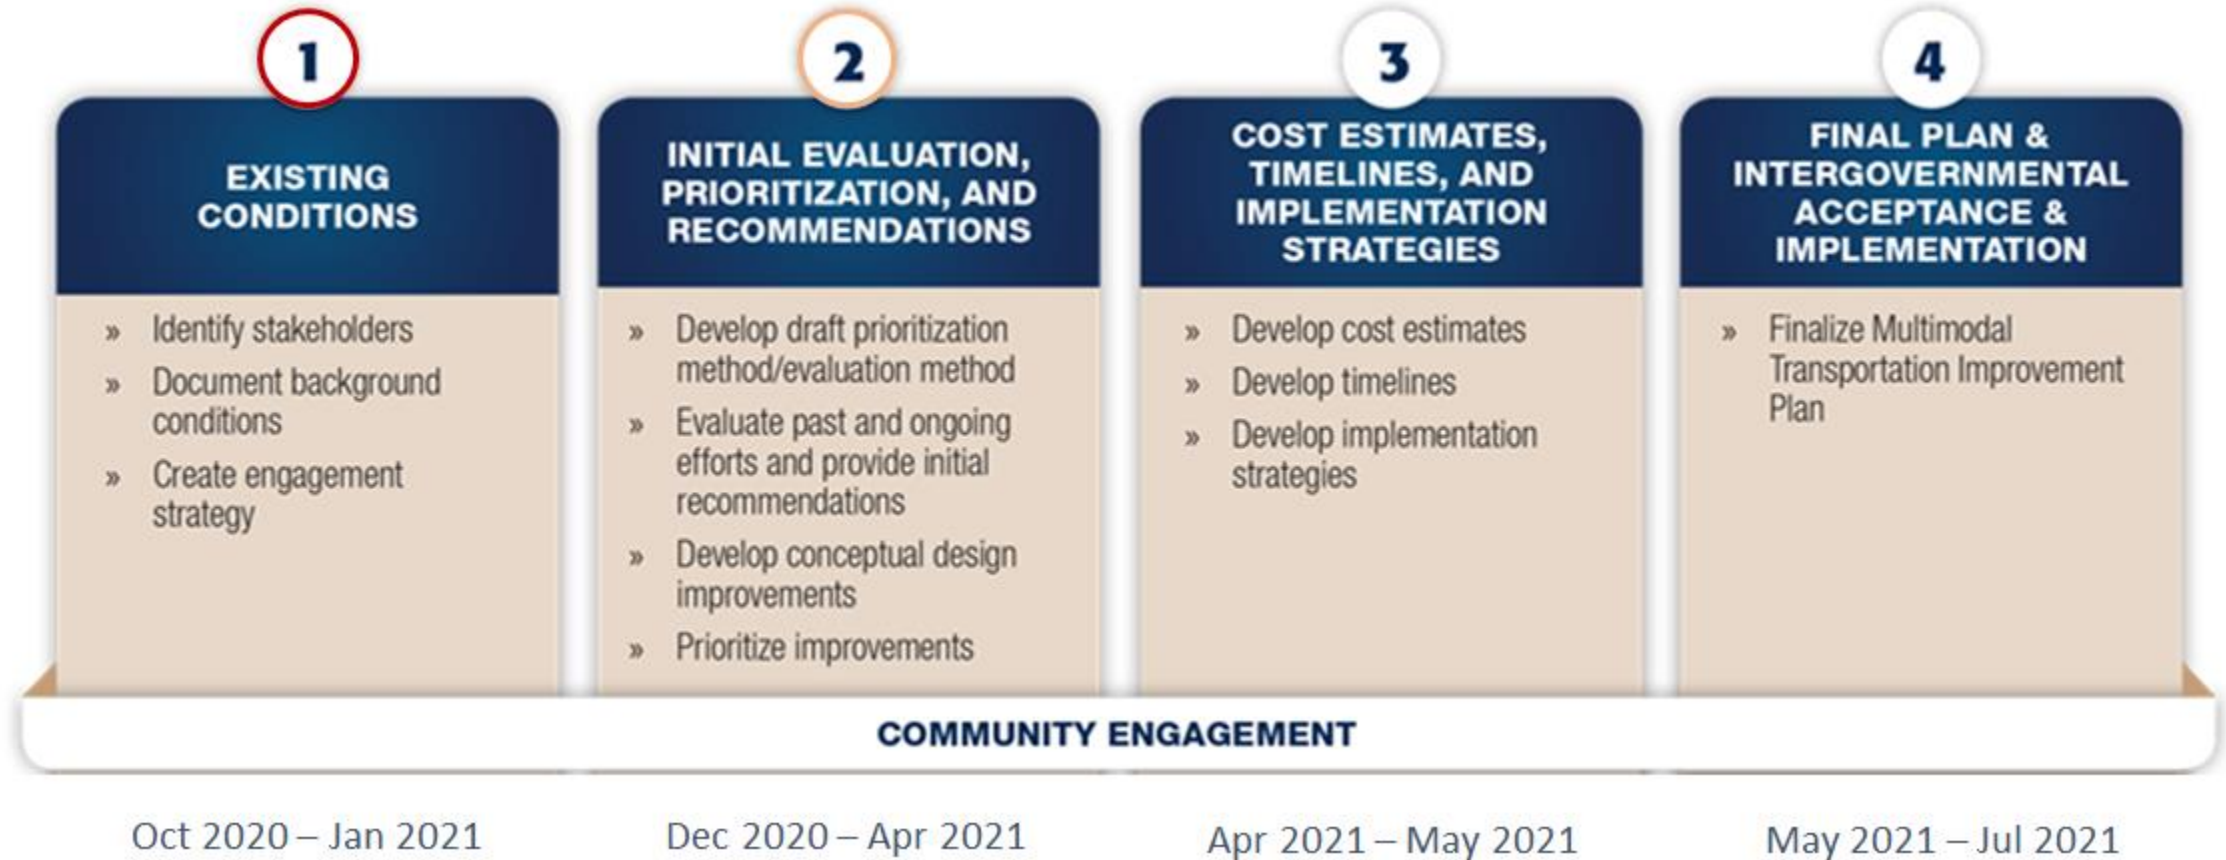 1
EXISTING
CONDITIONS
» Identify stakeholders
» Document background
conditions
» Create engagement
strategy
2
INITIAL EVALUATION,
PRIORITIZATION, AND
RECOMMENDATIONS
» Develop draft prioritization
method/evaluation method
» Evaluate past and ongoing
efforts and provide initial
recommendations
» Develop conceptual design
improvements
» Prioritize improvements
3
COST ESTIMATES,
TIMELINES, AND
IMPLEMENTATION
STRATEGIES
» Develop cost estimates
» Develop timelines
» Develop implementation
strategies
4
FINAL PLAN &
INTERGOVERNMENTAL
ACCEPTANCE &
IMPLEMENTATION
» Finalize Multimodal
Transportation Improvement
Plan
COMMUNITY ENGAGEMENT
Oct 2020 – Jan 2021
Dec 2020 – Apr 2021
Apr 2021 – May 2021
May 2021 – Jul 2021